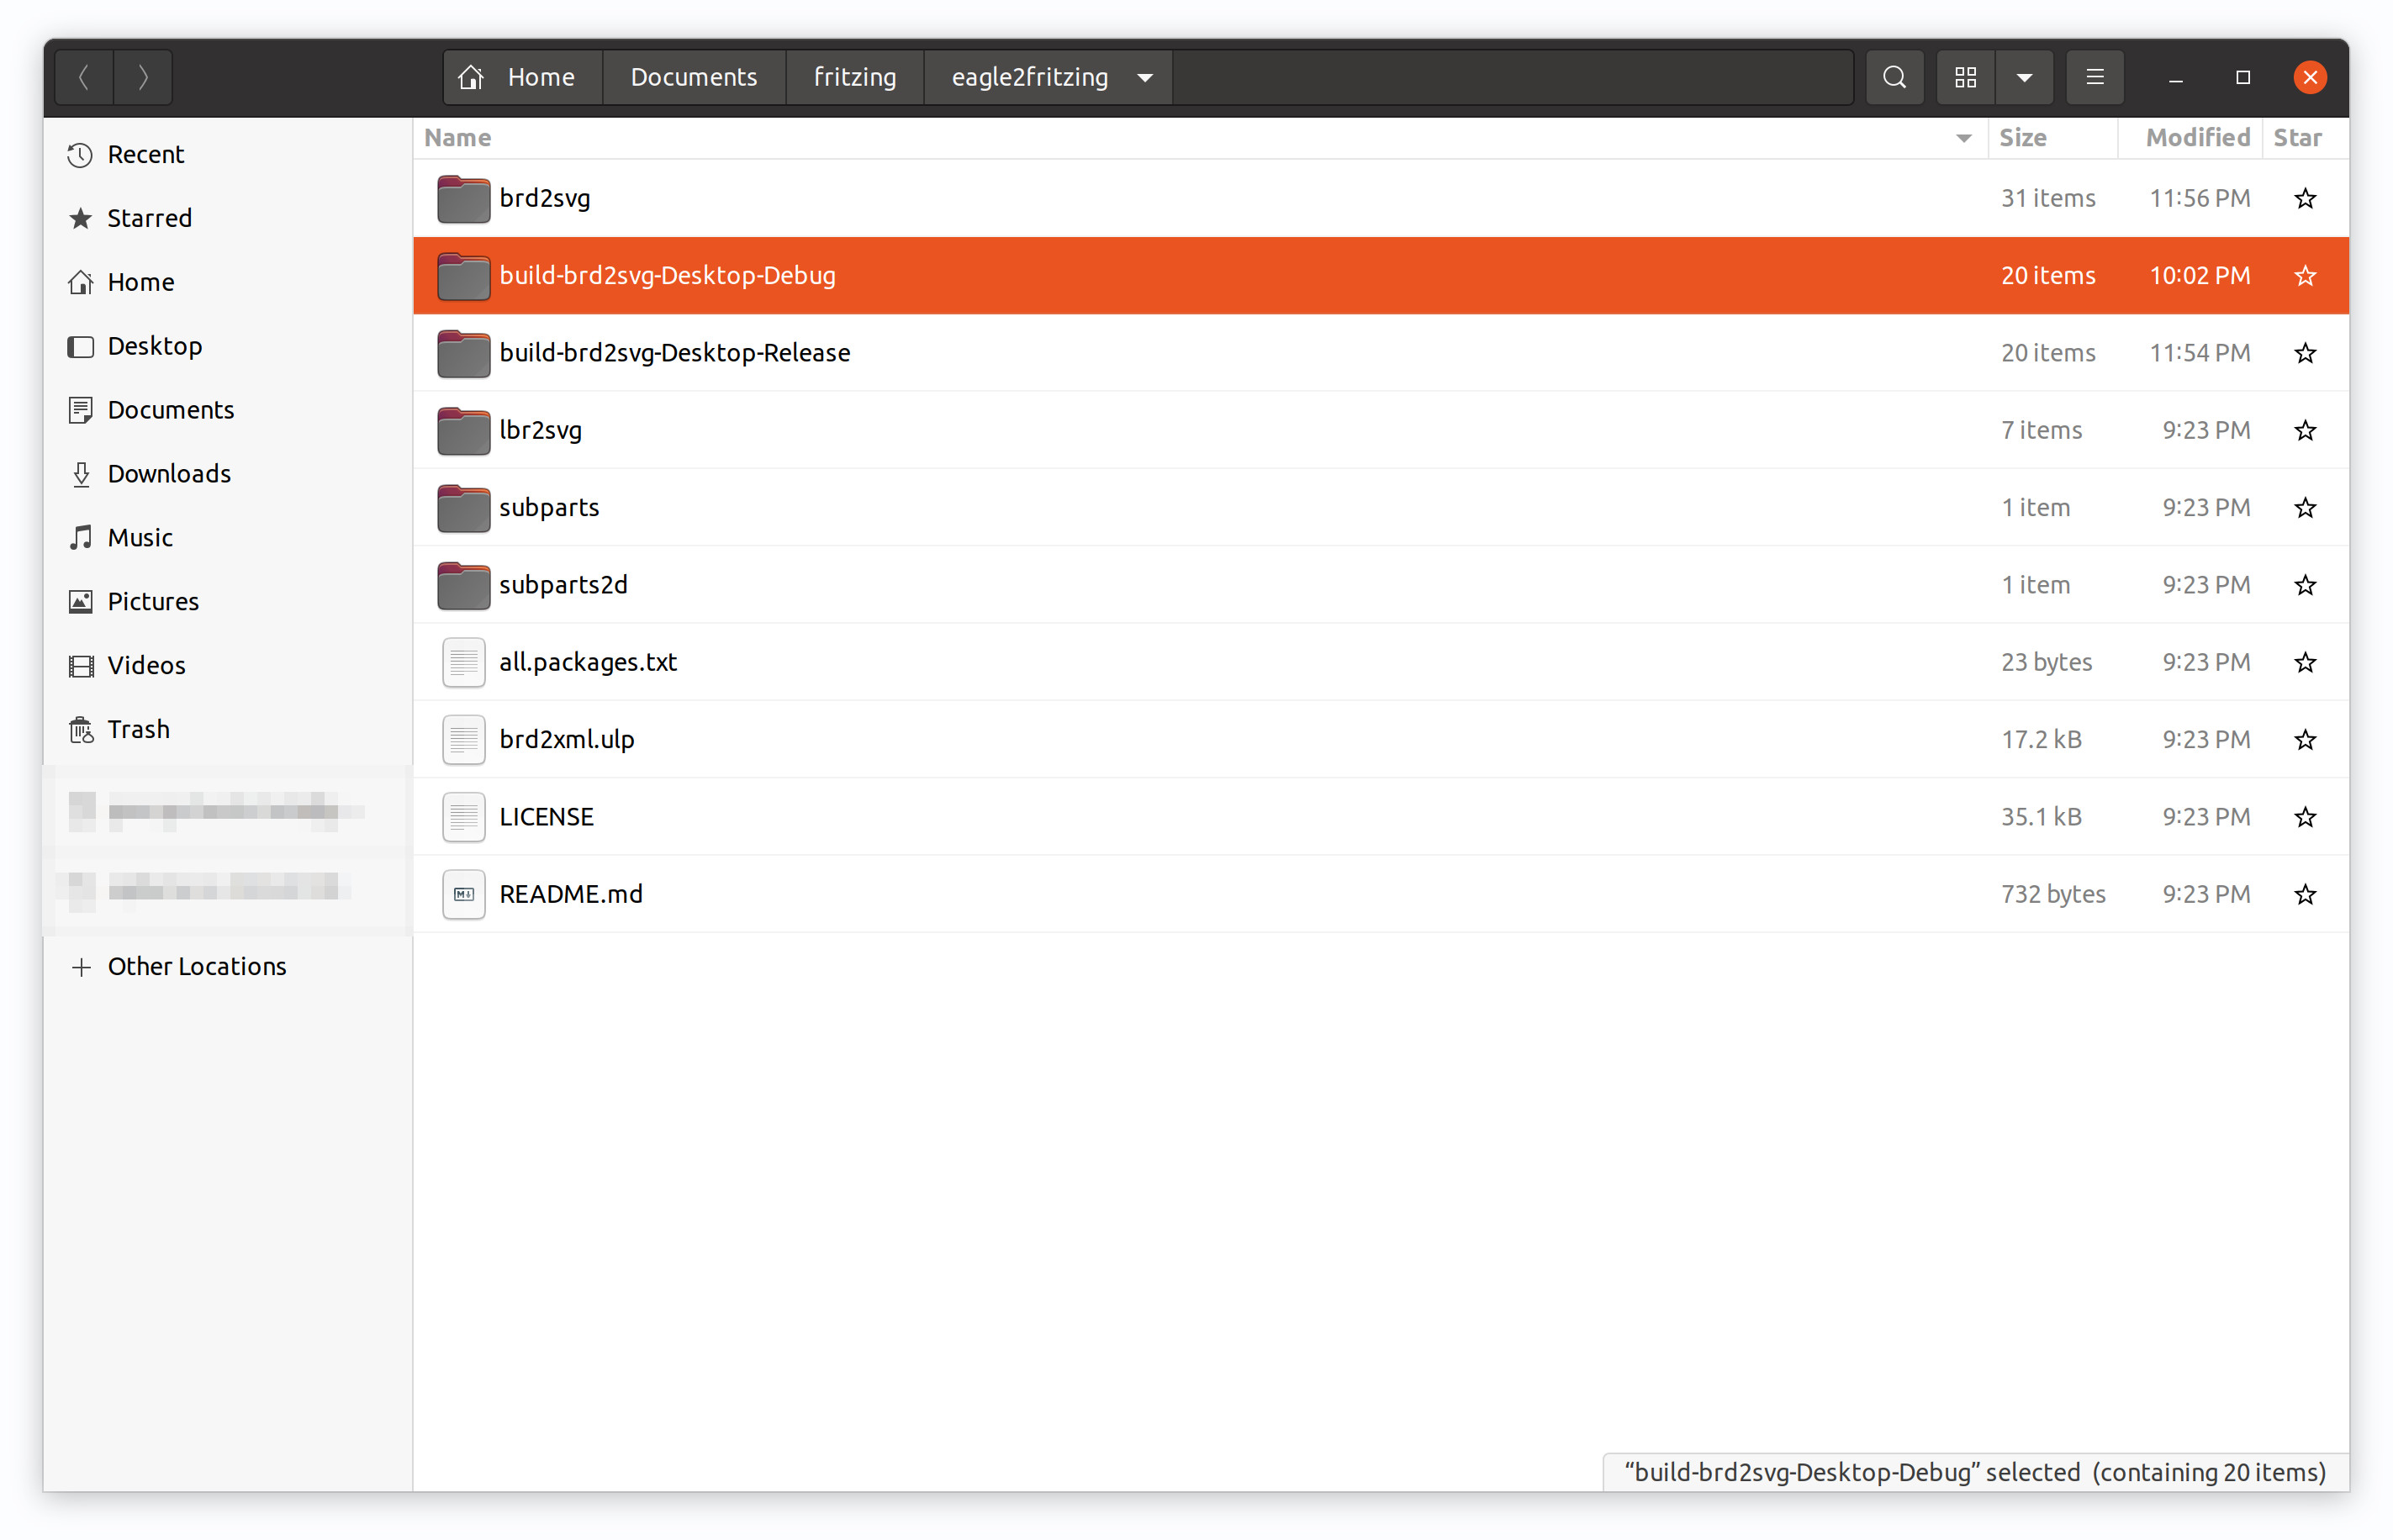 Home Documents fritzing eagle2fritzing
Name Size Modified Star
Recent
Starred
Home
Desktop
Documents
Downloads
Music
Pictures
Videos
Trash
Other Locations
brd2svg 31 items 11:56 PM
build-brd2svg-Desktop-Debug 20 items 10:02 PM
build-brd2svg-Desktop-Release 20 items 11:54 PM
lbr2svg 7 items 9:23 PM
subparts 1 item 9:23 PM
subparts2d 1 item 9:23 PM
all.packages.txt 23 bytes 9:23 PM
brd2xml.ulp 17.2 kB 9:23 PM
LICENSE 35.1 kB 9:23 PM
README.md 732 bytes 9:23 PM
“build-brd2svg-Desktop-Debug” selected (containing 20 items)